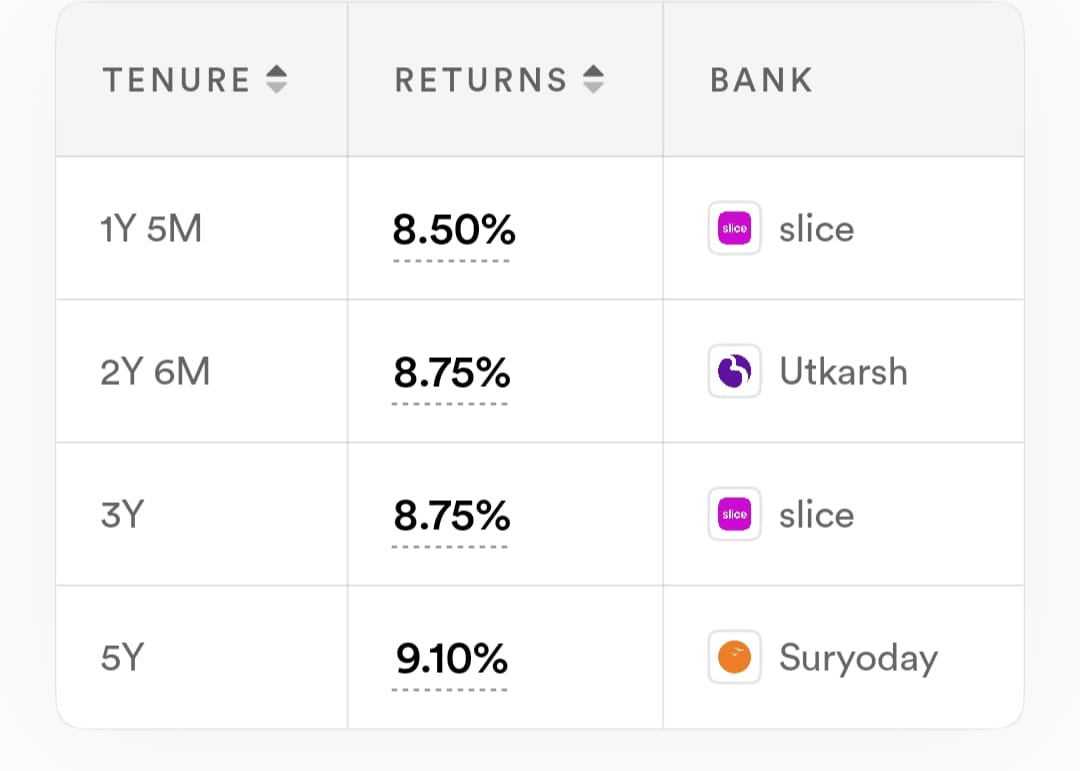 TENURE RETURNS BANK
1Y 5M 8.50% slice slice
2Y 6M 8.75% Utkarsh
3Y 8.75% slice slice
5Y 9.10% Suryoday